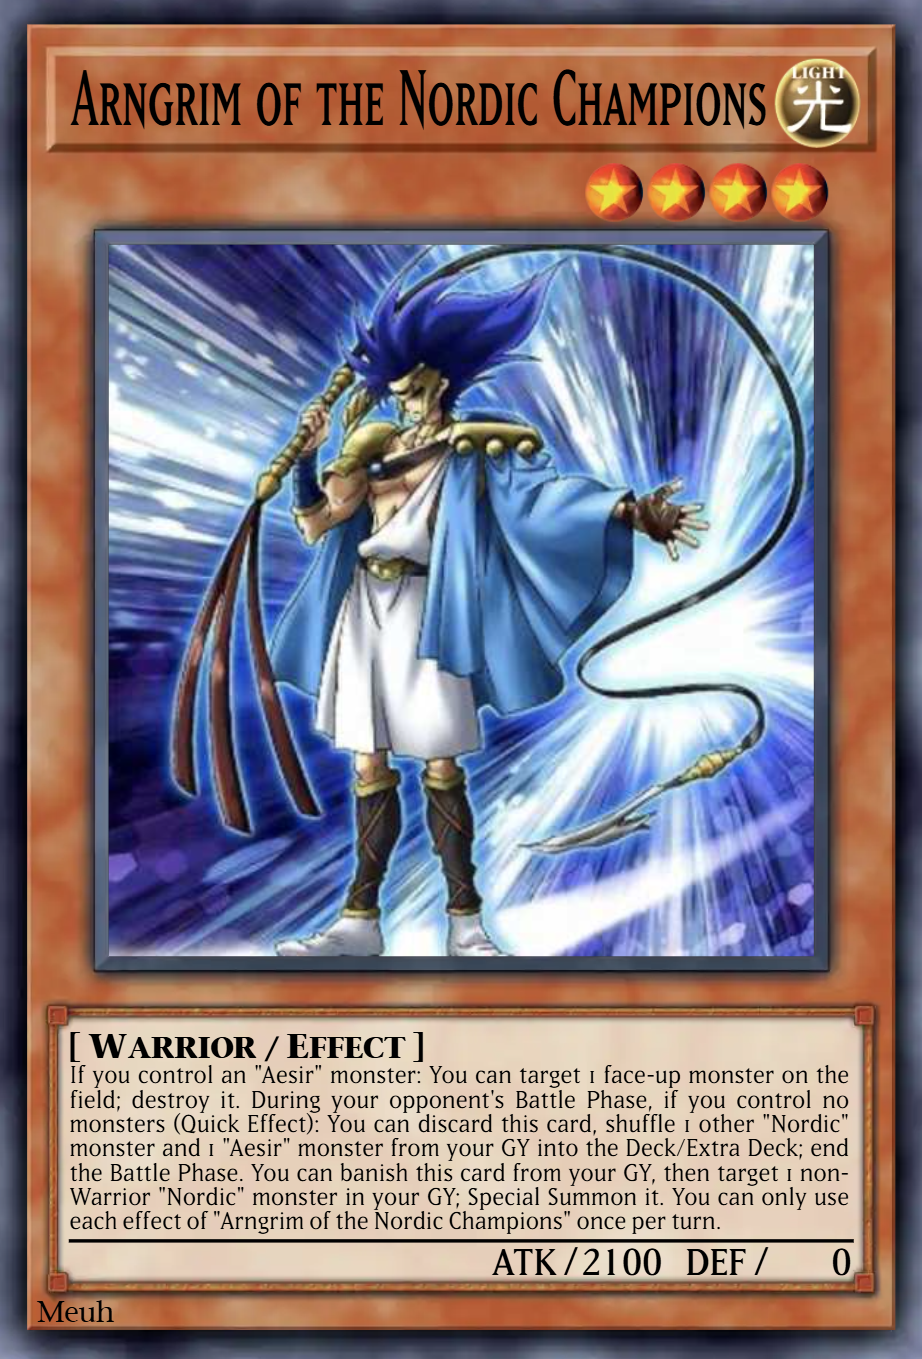 Arngrim of the Nordic Champions
LIGHT
光
[ Warrior / Effect ]
If you control an "Aesir" monster: You can target 1 face-up monster on the
field; destroy it. During your opponent's Battle Phase, if you control no
monsters (Quick Effect): You can discard this card, shuffle 1 other "Nordic"
monster and 1 "Aesir" monster from your GY into the Deck/Extra Deck; end
the Battle Phase. You can banish this card from your GY, then target 1 non-
Warrior "Nordic" monster in your GY; Special Summon it. You can only use
each effect of "Arngrim of the Nordic Champions" once per turn.
ATK / 2100 DEF / 0
Meuh